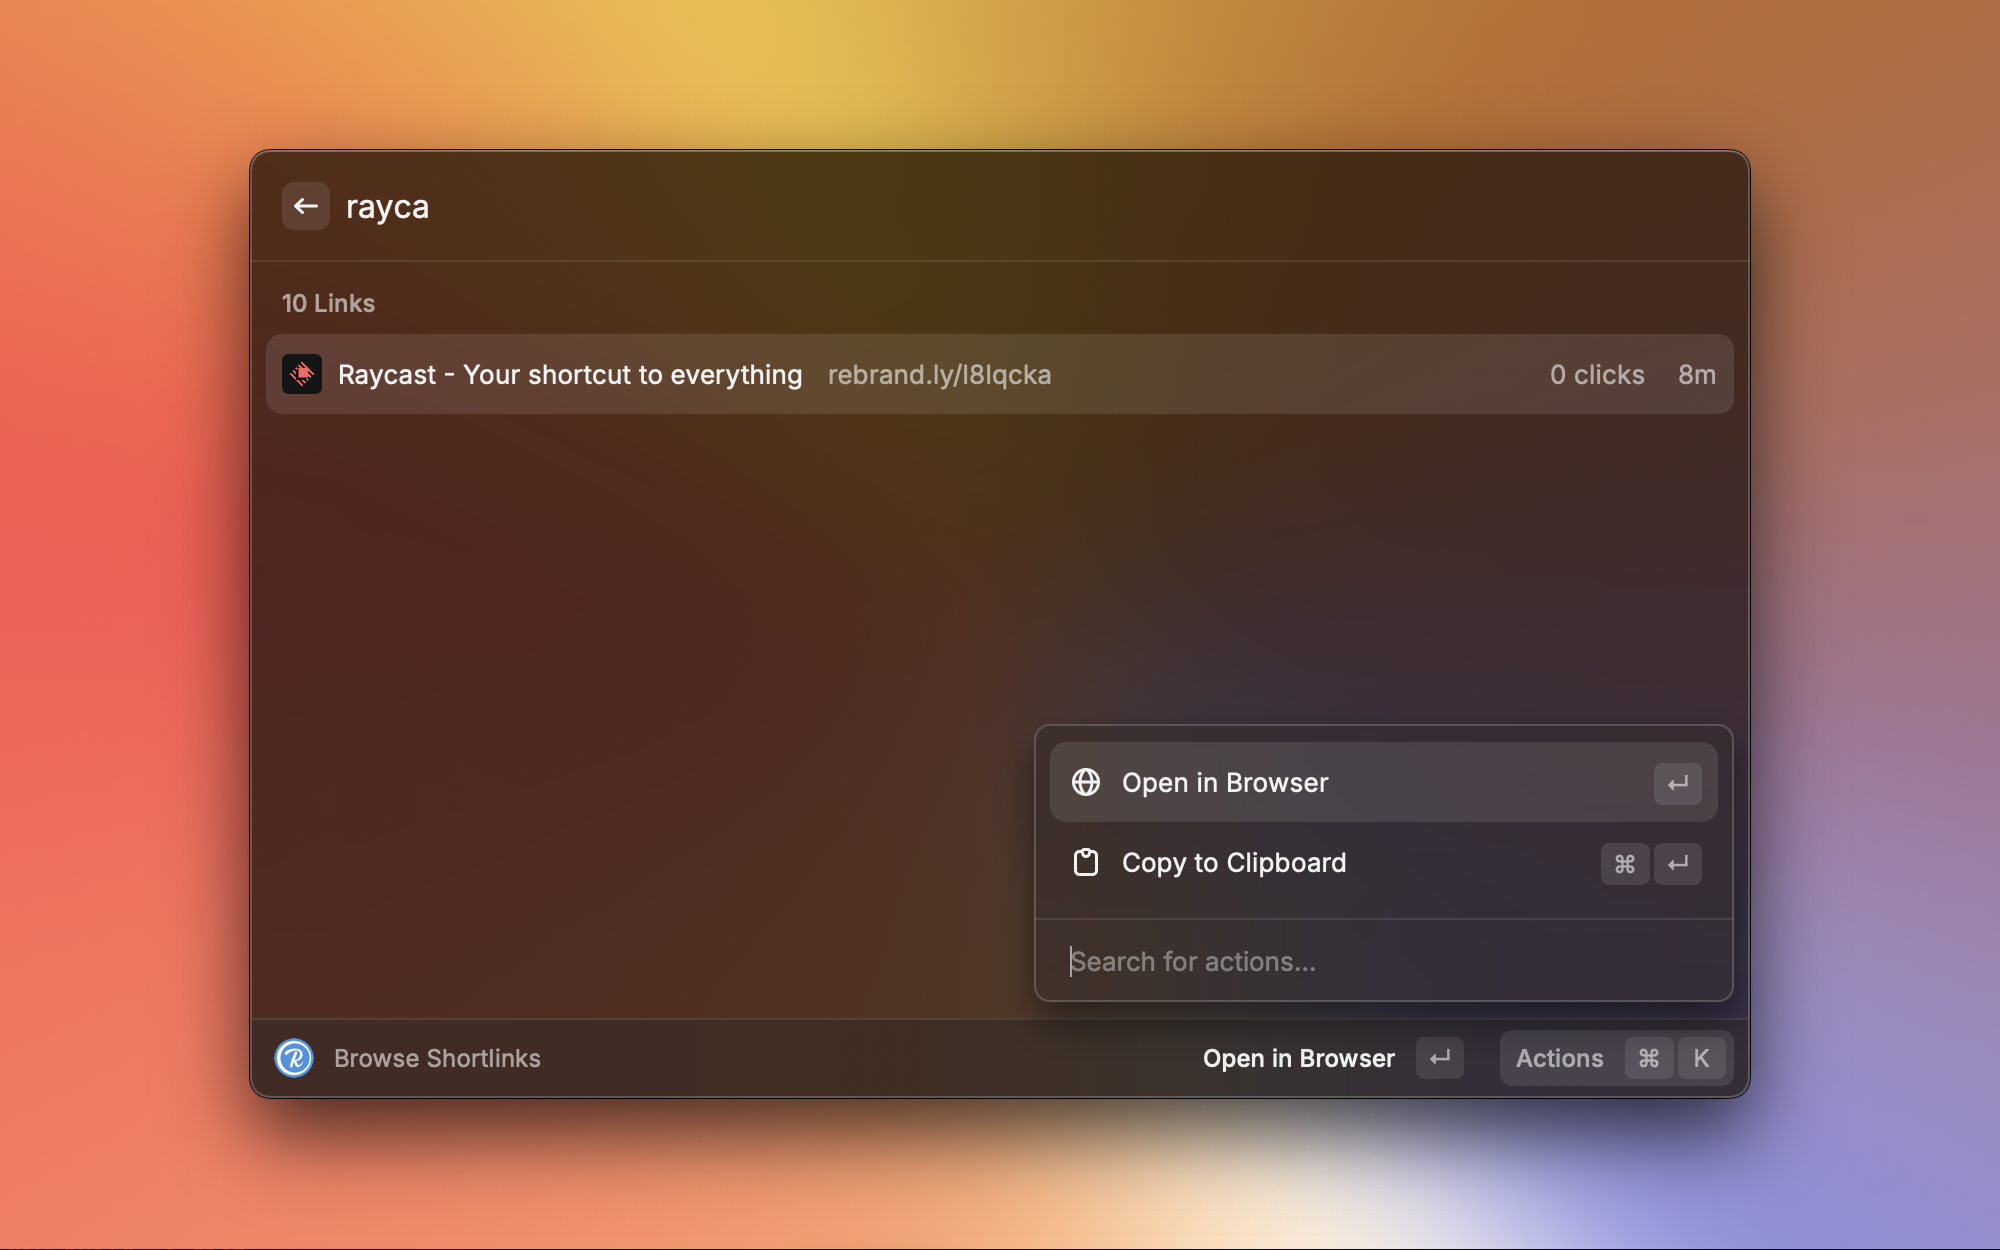 rayca
10 Links
Raycast - Your shortcut to everything rebrand.ly/l8lqcka 0 clicks 8m
Open in Browser ↵
Copy to Clipboard ⌘ ↵
Search for actions...
Browse Shortlinks Open in Browser ↵ Actions ⌘ K